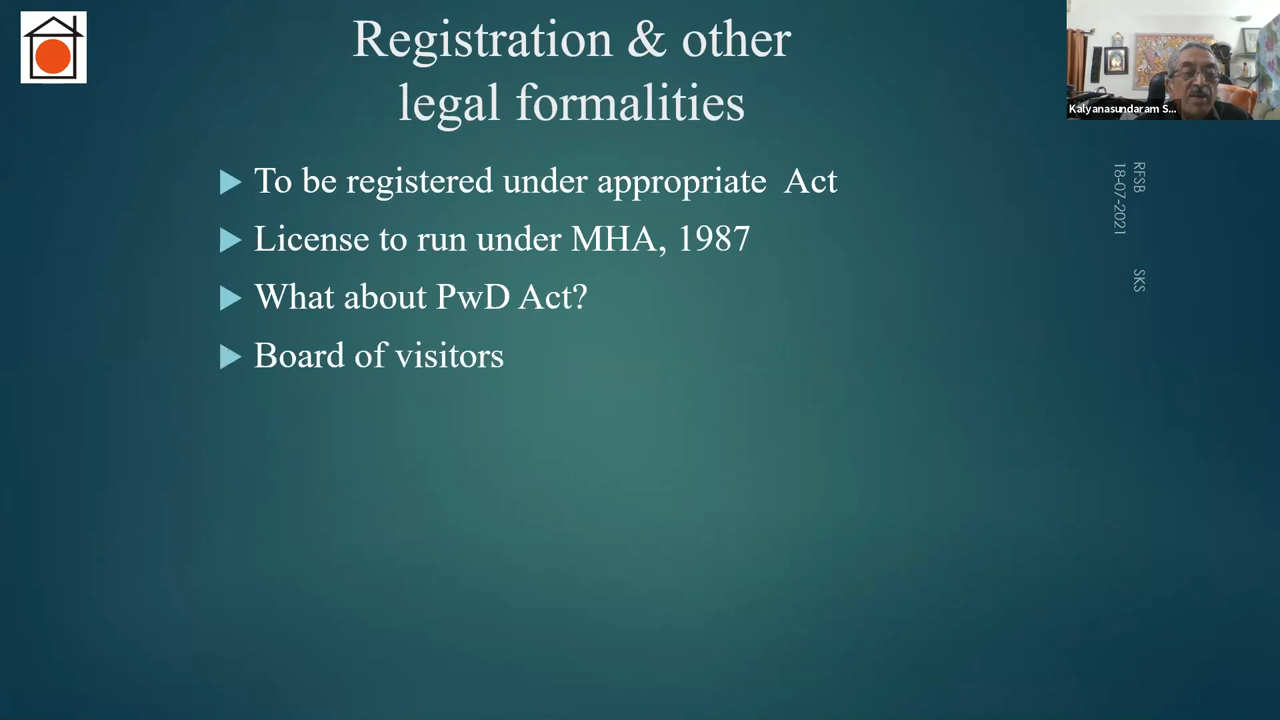 Registration & other
legal formalities
To be registered under appropriate Act
License to run under MHA, 1987
What about PwD Act?
Board of visitors
Kalyanasundaram S...
RFSB
18-07-2021
SKS